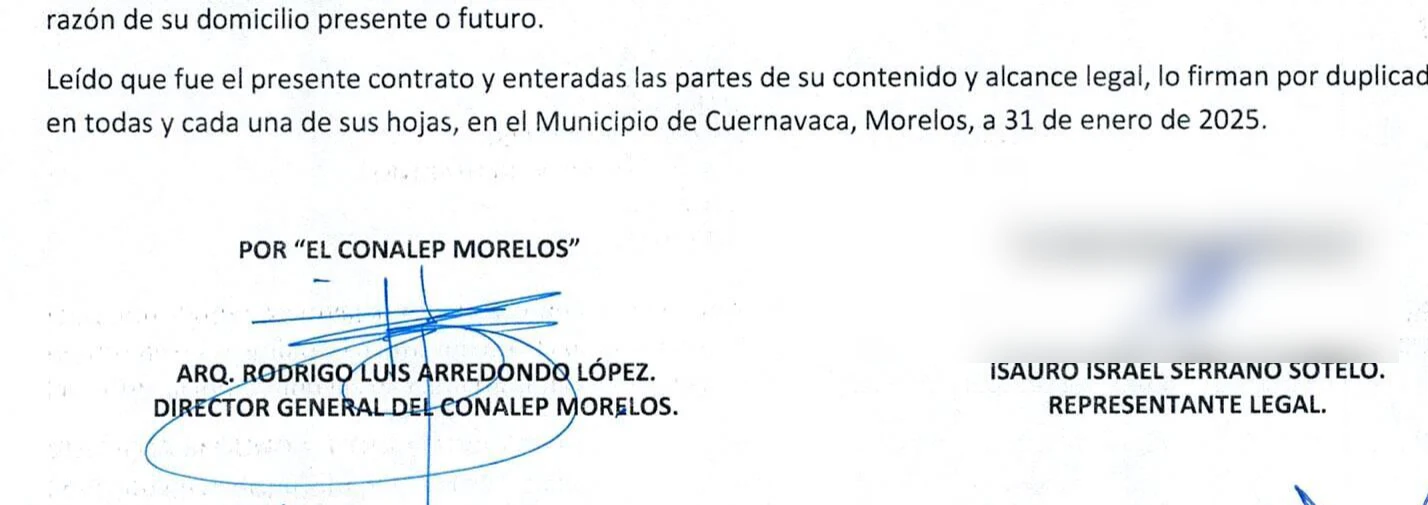 razón de su domicilio presente o futuro.
Leído que fue el presente contrato y enteradas las partes de su contenido y alcance legal, lo firman por duplicad
en todas y cada una de sus hojas, en el Municipio de Cuernavaca, Morelos, a 31 de enero de 2025.
POR “EL CONALEP MORELOS”
ARQ. RODRIGO LUIS ARREDONDO LÓPEZ.
DIRECTOR GENERAL DEL CONALEP MORELOS.
ISAURO ISRAEL SERRANO SOTELO.
REPRESENTANTE LEGAL.